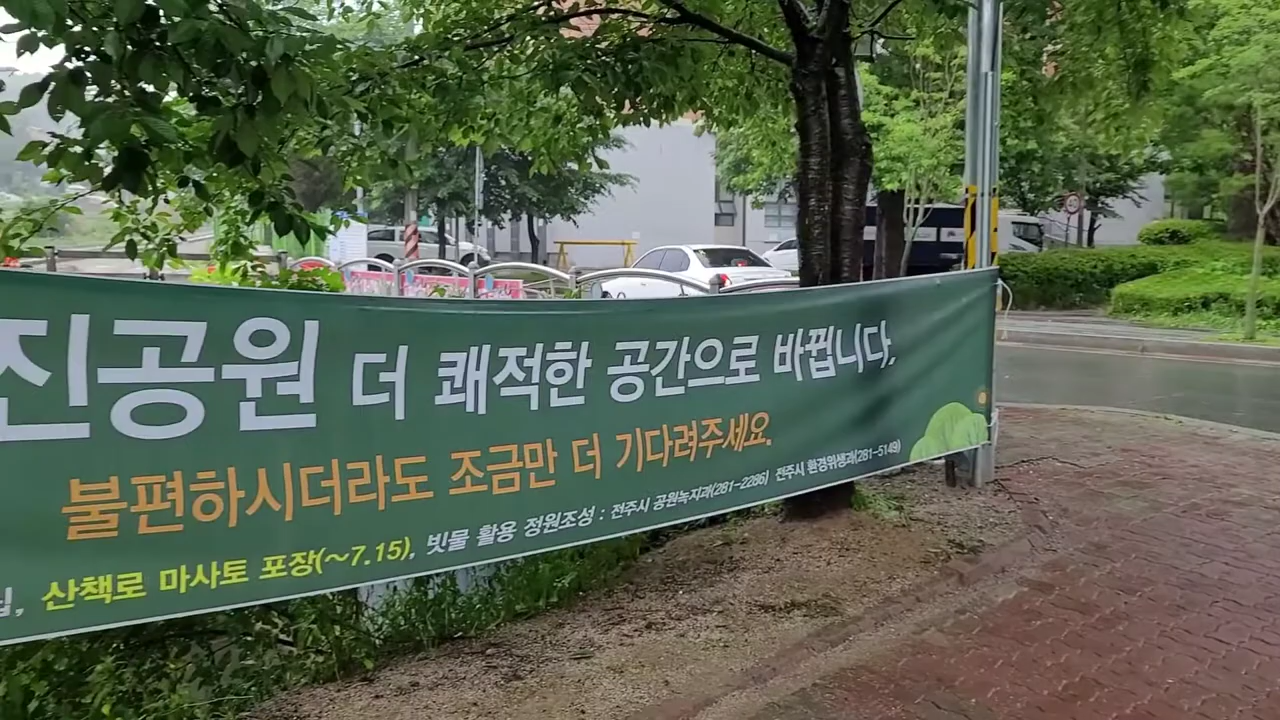 진공원 더 쾌적한 공간으로 바뀝니다.
불편하시더라도 조금만 더 기다려주세요.
산책로 마사토 포장(~7.15), 빗물 활용 정원조성 : 전주시 공원녹지과(281-2286) 전주시 환경위생과(281-5149)